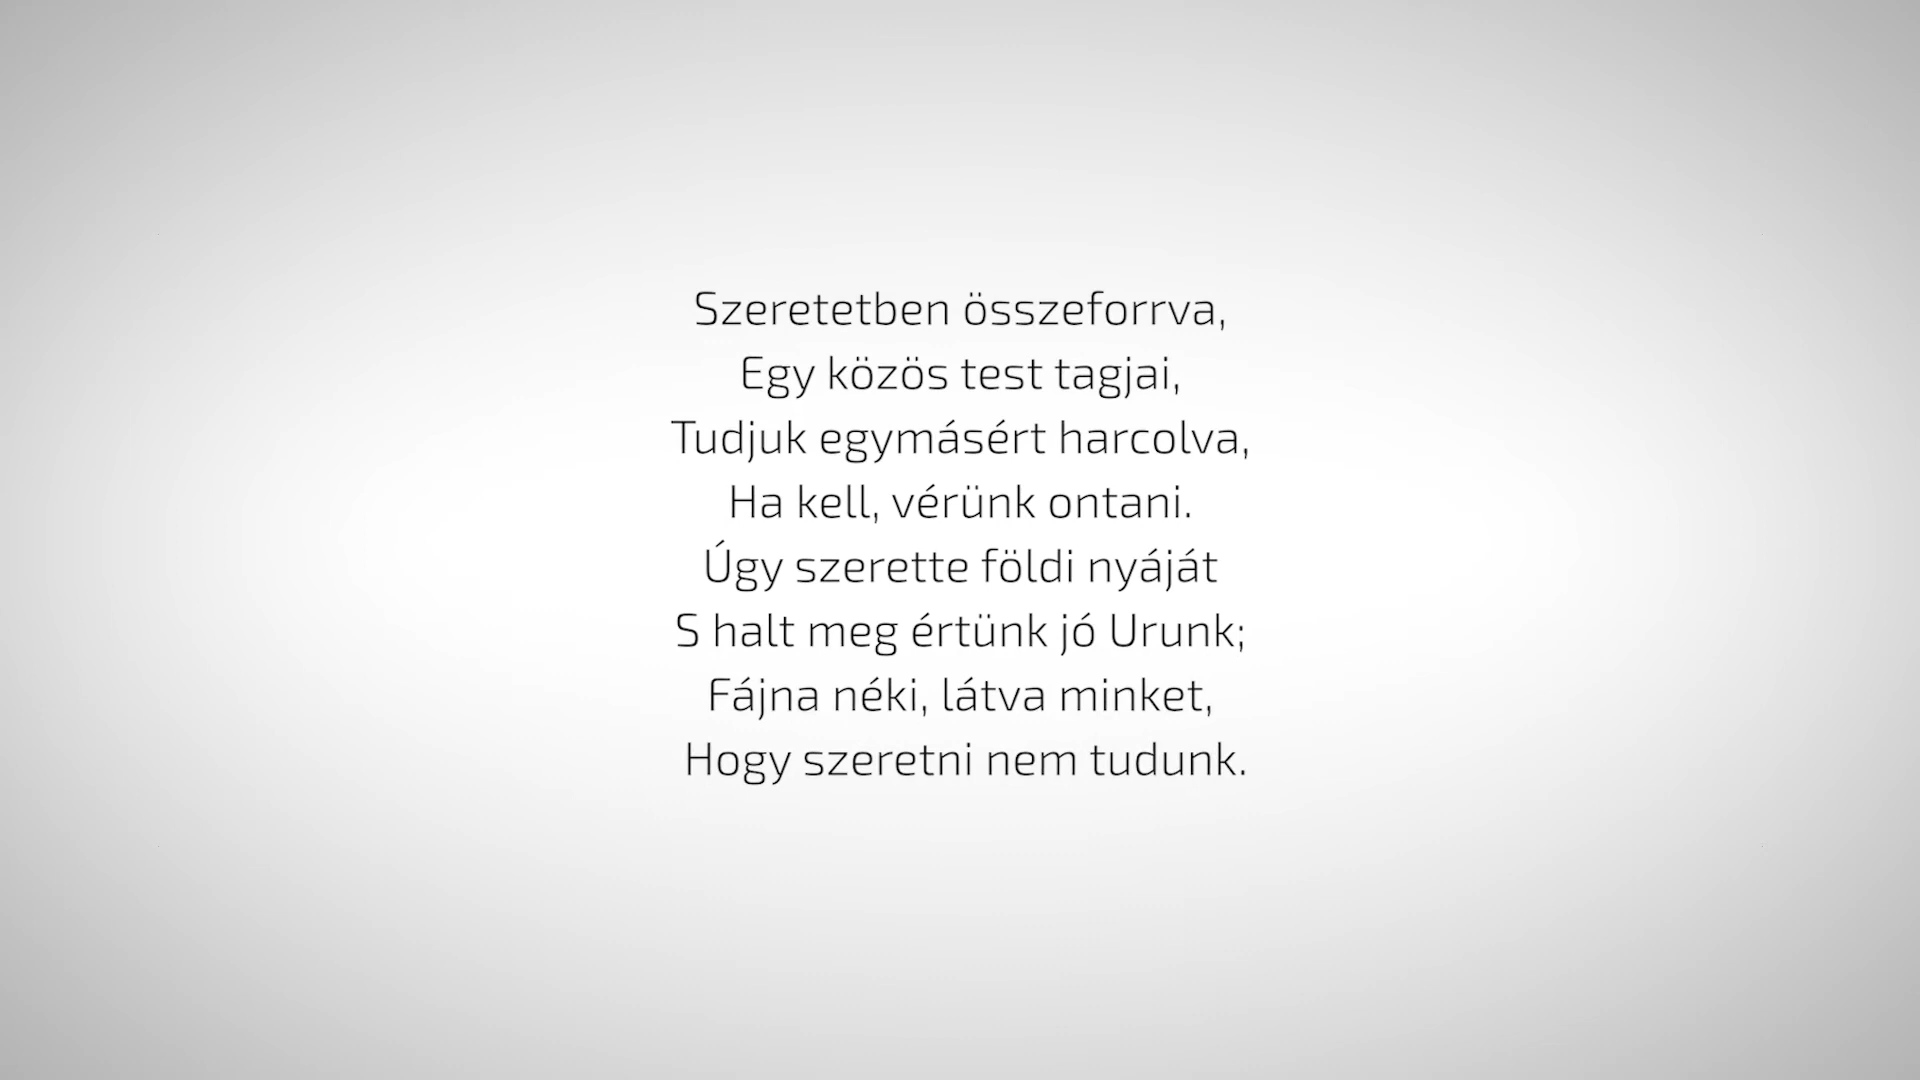 Szeretetben összeforrva,
Egy közös test tagjai,
Tudjuk egymásért harcolva,
Ha kell, vérünk ontani.
Úgy szerette földi nyáját
S halt meg értünk jó Urunk;
Fájna néki, látva minket,
Hogy szeretni nem tudunk.